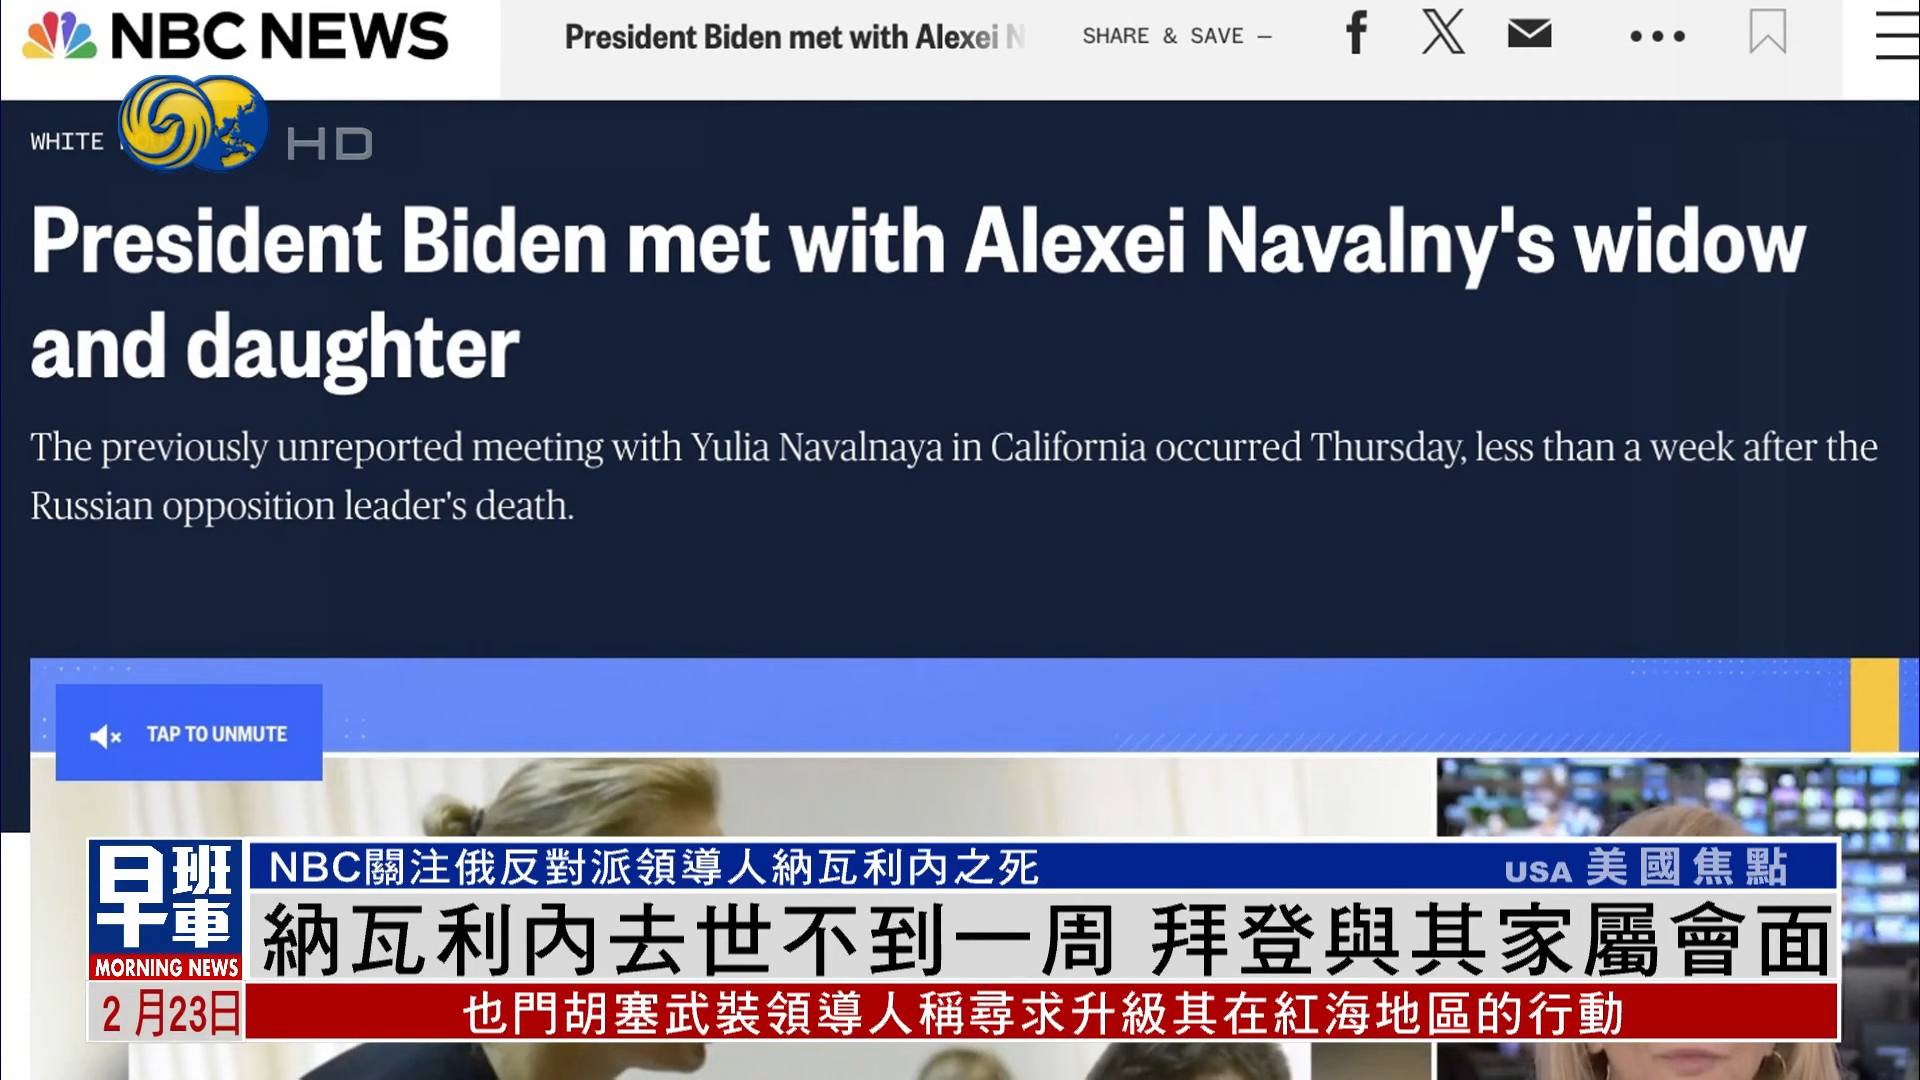 NBC NEWS
President Biden met with Alexei
SHARE & SAVE —
HD
WHITE
President Biden met with Alexei Navalny's widow
and daughter
The previously unreported meeting with Yulia Navalnaya in California occurred Thursday, less than a week after the
Russian opposition leader's death.
TAP TO UNMUTE
早班車
MORNING NEWS
2月23日
NBC關注俄反對派領導人納瓦利內之死
USA 美國焦點
納瓦利內去世不到一周 拜登與其家屬會面
也門胡塞武裝領導人稱尋求升級其在紅海地區的行動